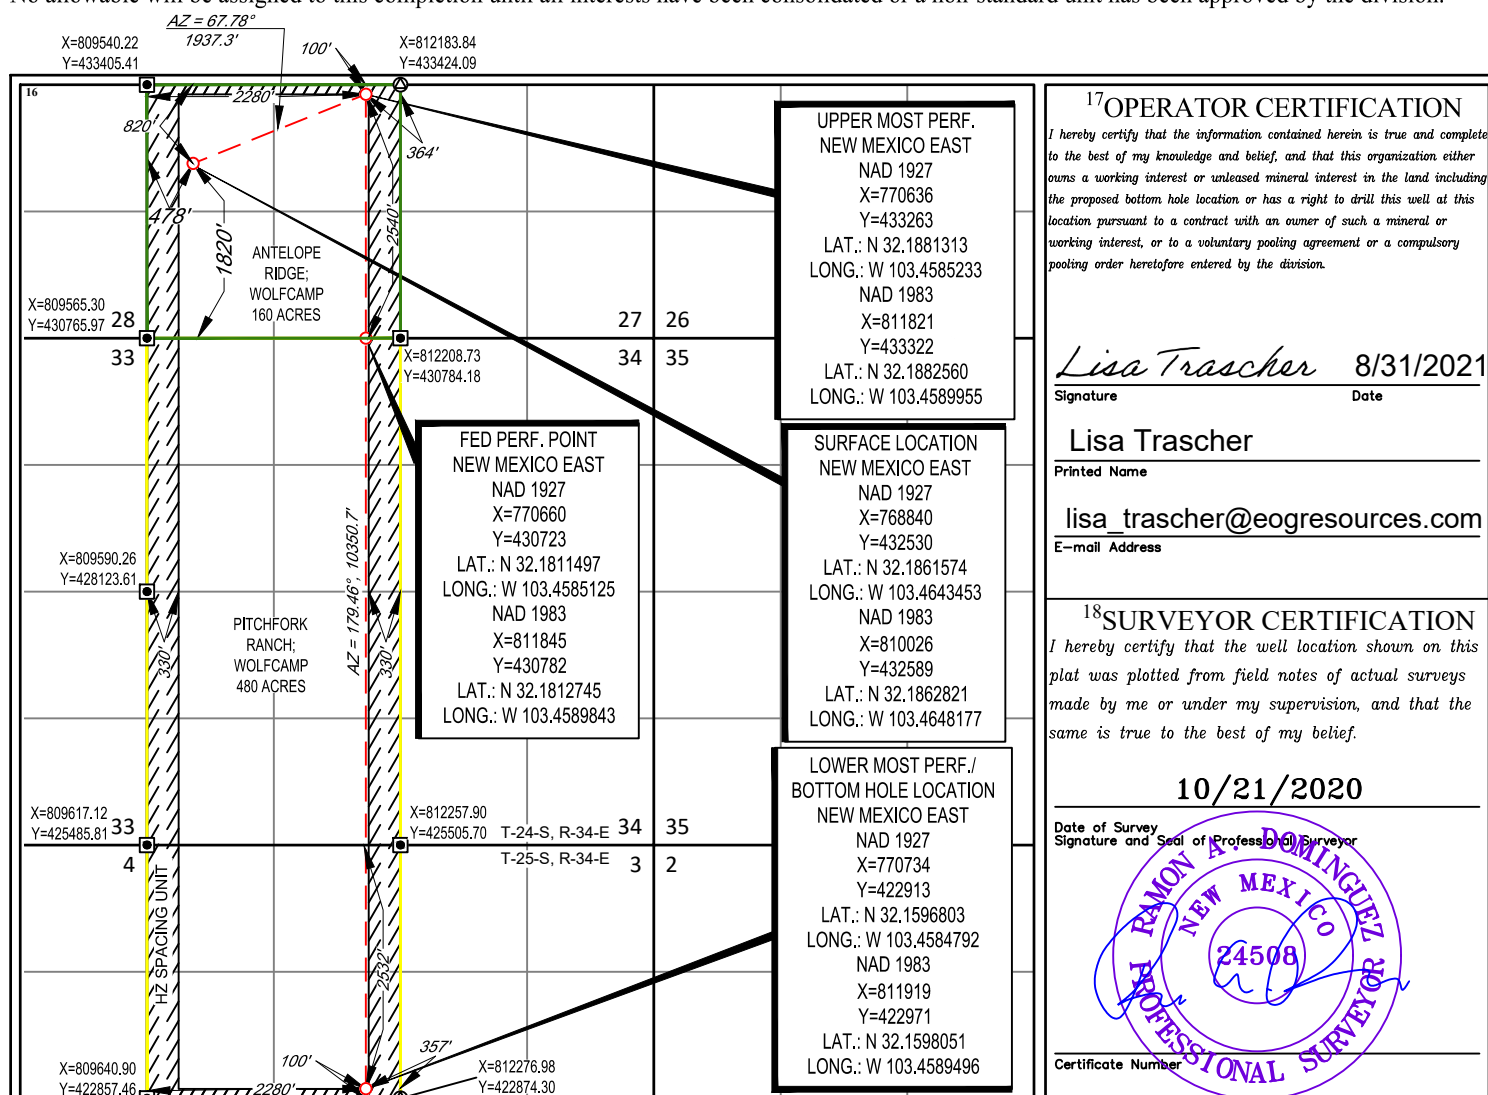 No allowable will be assigned to this completion until all interests have been consolidated or a non-standard unit has been approved by the division.
AZ = 67.78°
1937.3'
X=809540.22
Y=433405.41
100'
X=812183.84
Y=433424.09
16
2280'
820'
364'
478'
1820'
2540'
ANTELOPE
RIDGE;
WOLFCAMP
160 ACRES
X=809565.30
Y=430765.97
28
33
27
26
34
35
X=812208.73
Y=430784.18
UPPER MOST PERF.
NEW MEXICO EAST
NAD 1927
X=770636
Y=433263
LAT.: N 32.1881313
LONG.: W 103.4585233
NAD 1983
X=811821
Y=433322
LAT.: N 32.1882560
LONG.: W 103.4589955
FED PERF. POINT
NEW MEXICO EAST
NAD 1927
X=770660
Y=430723
LAT.: N 32.1811497
LONG.: W 103.4585125
NAD 1983
X=811845
Y=430782
LAT.: N 32.1812745
LONG.: W 103.4589843
SURFACE LOCATION
NEW MEXICO EAST
NAD 1927
X=768840
Y=432530
LAT.: N 32.1861574
LONG.: W 103.4643453
NAD 1983
X=810026
Y=432589
LAT.: N 32.1862821
LONG.: W 103.4648177
X=809590.26
Y=428123.61
330'
PITCHFORK
RANCH;
WOLFCAMP
480 ACRES
AZ = 179.46°, 10350.7'
330'
LOWER MOST PERF./
BOTTOM HOLE LOCATION
NEW MEXICO EAST
NAD 1927
X=770734
Y=422913
LAT.: N 32.1596803
LONG.: W 103.4584792
NAD 1983
X=811919
Y=422971
LAT.: N 32.1598051
LONG.: W 103.4589496
X=809617.12
Y=425485.81
33
4
X=812257.90
Y=425505.70
T-24-S, R-34-E
T-25-S, R-34-E
34
35
3
2
HZ SPACING UNIT
2532'
X=809640.90
Y=422857.46
100'
2280'
357'
X=812276.98
Y=422874.30
17OPERATOR CERTIFICATION
I hereby certify that the information contained herein is true and complete
to the best of my knowledge and belief, and that this organization either
owns a working interest or unleased mineral interest in the land including
the proposed bottom hole location or has a right to drill this well at this
location pursuant to a contract with an owner of such a mineral or
working interest, or to a voluntary pooling agreement or a compulsory
pooling order heretofore entered by the division.
Lisa Trascher 8/31/2021
Signature Date
Lisa Trascher
Printed Name
lisa_trascher@eogresources.com
E-mail Address
18SURVEYOR CERTIFICATION
I hereby certify that the well location shown on this
plat was plotted from field notes of actual surveys
made by me or under my supervision, and that the
same is true to the best of my belief.
10/21/2020
Date of Survey
Signature and Seal of Professional Surveyor
RAMON A. DOMINGUEZ
NEW MEXICO
24508
PROFESSIONAL SURVEYOR
Certificate Number